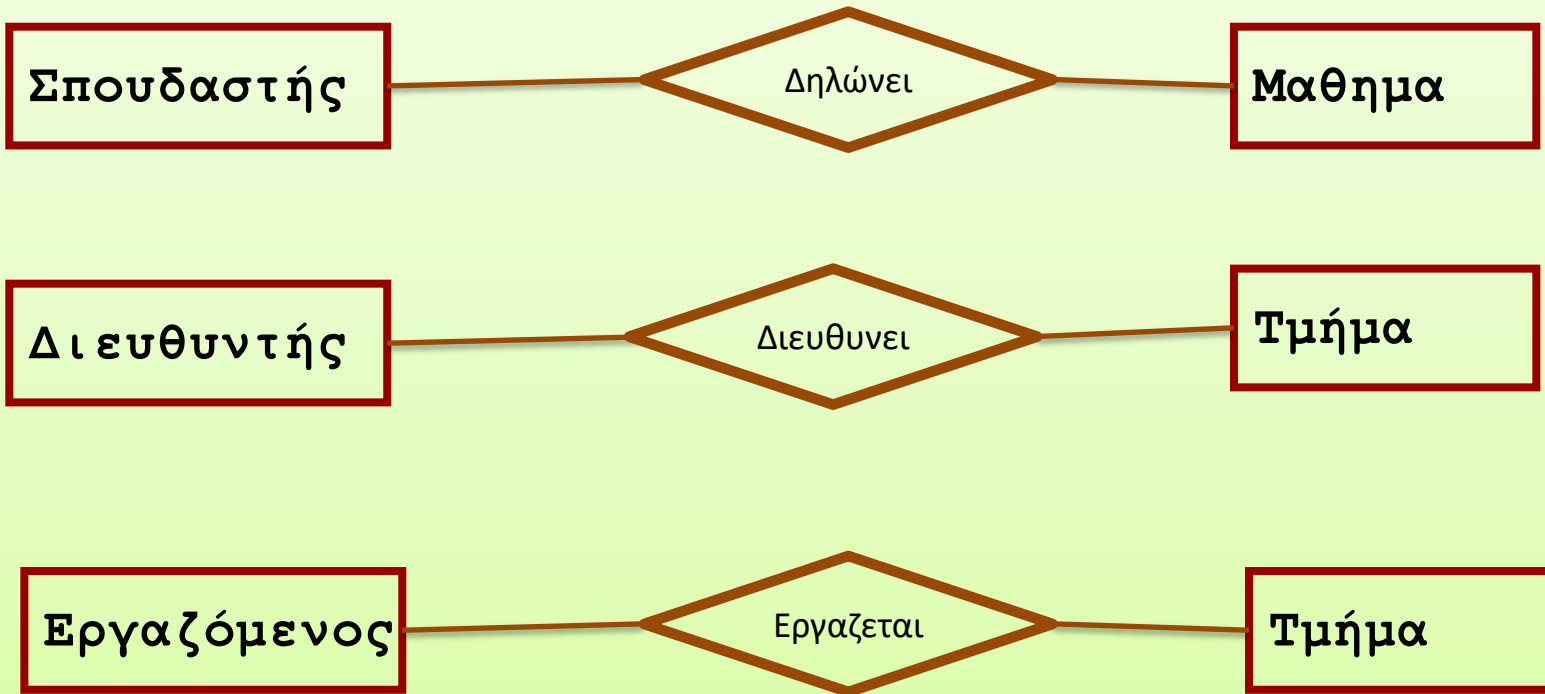 Σπουδαστής Δηλώνει Μαθημα
Διευθυντής Διευθυνει Τμήμα
Εργαζόμενος Εργαζεται Τμήμα